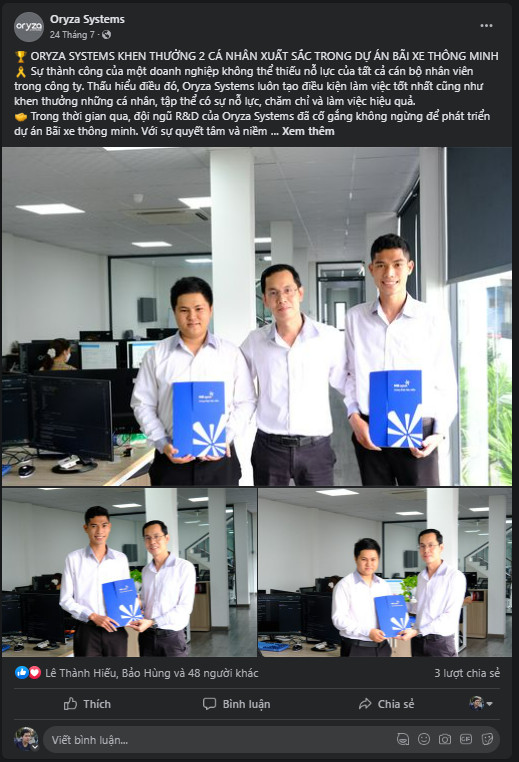 oryza
Oryza Systems
24 Tháng 7 ·
ORYZA SYSTEMS KHEN THƯỞNG 2 CÁ NHÂN XUẤT SẮC TRONG DỰ ÁN BÃI XE THÔNG MINH
Sự thành công của một doanh nghiệp không thể thiếu nỗ lực của tất cả cán bộ nhân viên
trong công ty. Thấu hiểu điều đó, Oryza Systems luôn tạo điều kiện làm việc tốt nhất cũng như
khen thưởng những cá nhân, tập thể có sự nỗ lực, chăm chỉ và làm việc hiệu quả.
Trong thời gian qua, đội ngũ R&D của Oryza Systems đã cố gắng không ngừng để phát triển
dự án Bãi xe thông minh. Với sự quyết tâm và niềm ... Xem thêm
Lê Thành Hiếu, Bảo Hùng và 48 người khác
3 lượt chia sẻ
Thích
Bình luận
Chia sẻ
Viết bình luận...
GIF